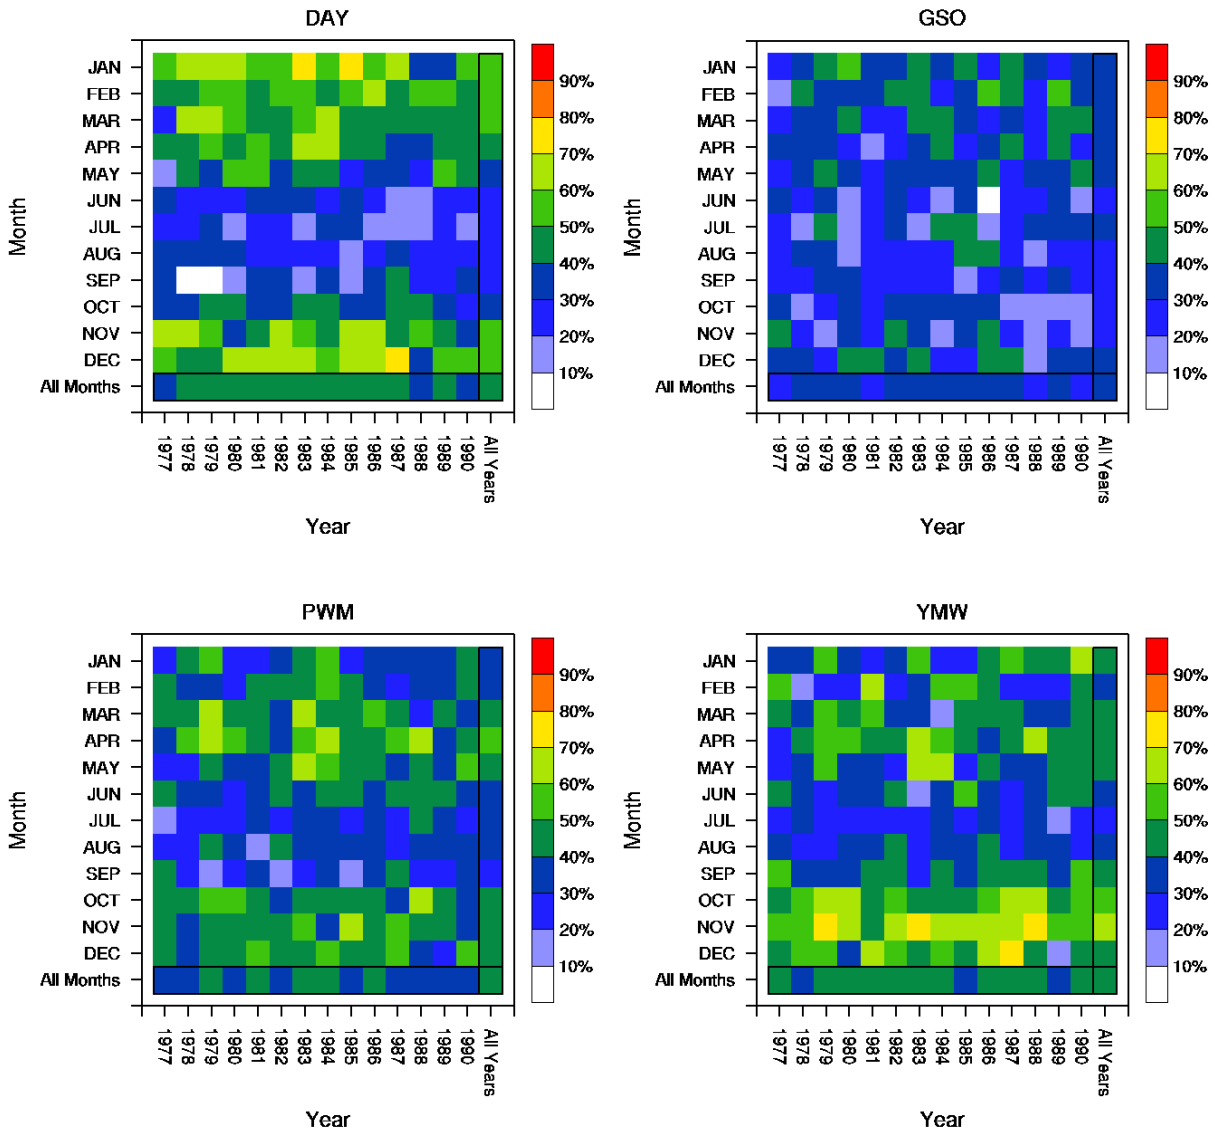 DAY
JAN
FEB
MAR
APR
MAY
JUN
JUL
AUG
SEP
OCT
NOV
DEC
All Months
Month
90%
80%
70%
60%
50%
40%
30%
20%
10%
1977
1978
1979
1980
1981
1982
1983
1984
1985
1986
1987
1988
1989
1990
All Years
Year
GSO
JAN
FEB
MAR
APR
MAY
JUN
JUL
AUG
SEP
OCT
NOV
DEC
All Months
Month
90%
80%
70%
60%
50%
40%
30%
20%
10%
1977
1978
1979
1980
1981
1982
1983
1984
1985
1986
1987
1988
1989
1990
All Years
Year
PWM
JAN
FEB
MAR
APR
MAY
JUN
JUL
AUG
SEP
OCT
NOV
DEC
All Months
Month
90%
80%
70%
60%
50%
40%
30%
20%
10%
1977
1978
1979
1980
1981
1982
1983
1984
1985
1986
1987
1988
1989
1990
All Years
Year
YMW
JAN
FEB
MAR
APR
MAY
JUN
JUL
AUG
SEP
OCT
NOV
DEC
All Months
Month
90%
80%
70%
60%
50%
40%
30%
20%
10%
1977
1978
1979
1980
1981
1982
1983
1984
1985
1986
1987
1988
1989
1990
All Years
Year